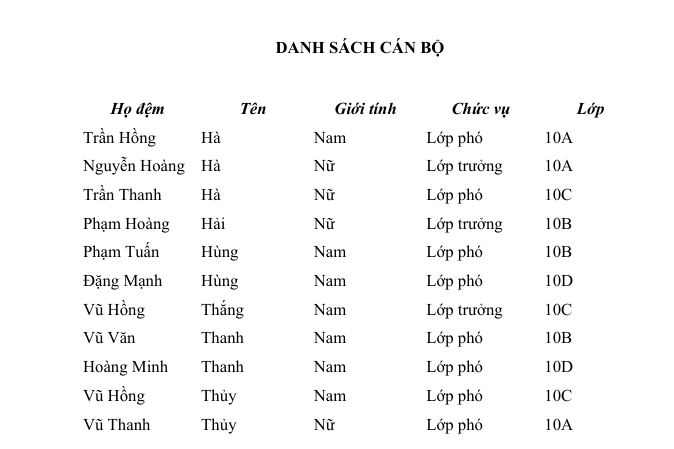 DANH SÁCH CÁN BỘ
Họ đệm Tên Giới tính Chức vụ Lớp
Trần Hồng Hà Nam Lớp phó 10A
Nguyễn Hoàng Hà Nữ Lớp trưởng 10A
Trần Thanh Hà Nữ Lớp phó 10C
Phạm Hoàng Hải Nữ Lớp trưởng 10B
Phạm Tuấn Hùng Nam Lớp phó 10B
Đặng Mạnh Hùng Nam Lớp phó 10D
Vũ Hồng Thắng Nam Lớp trưởng 10C
Vũ Văn Thanh Nam Lớp phó 10B
Hoàng Minh Thanh Nam Lớp phó 10D
Vũ Hồng Thủy Nam Lớp phó 10C
Vũ Thanh Thủy Nữ Lớp phó 10A